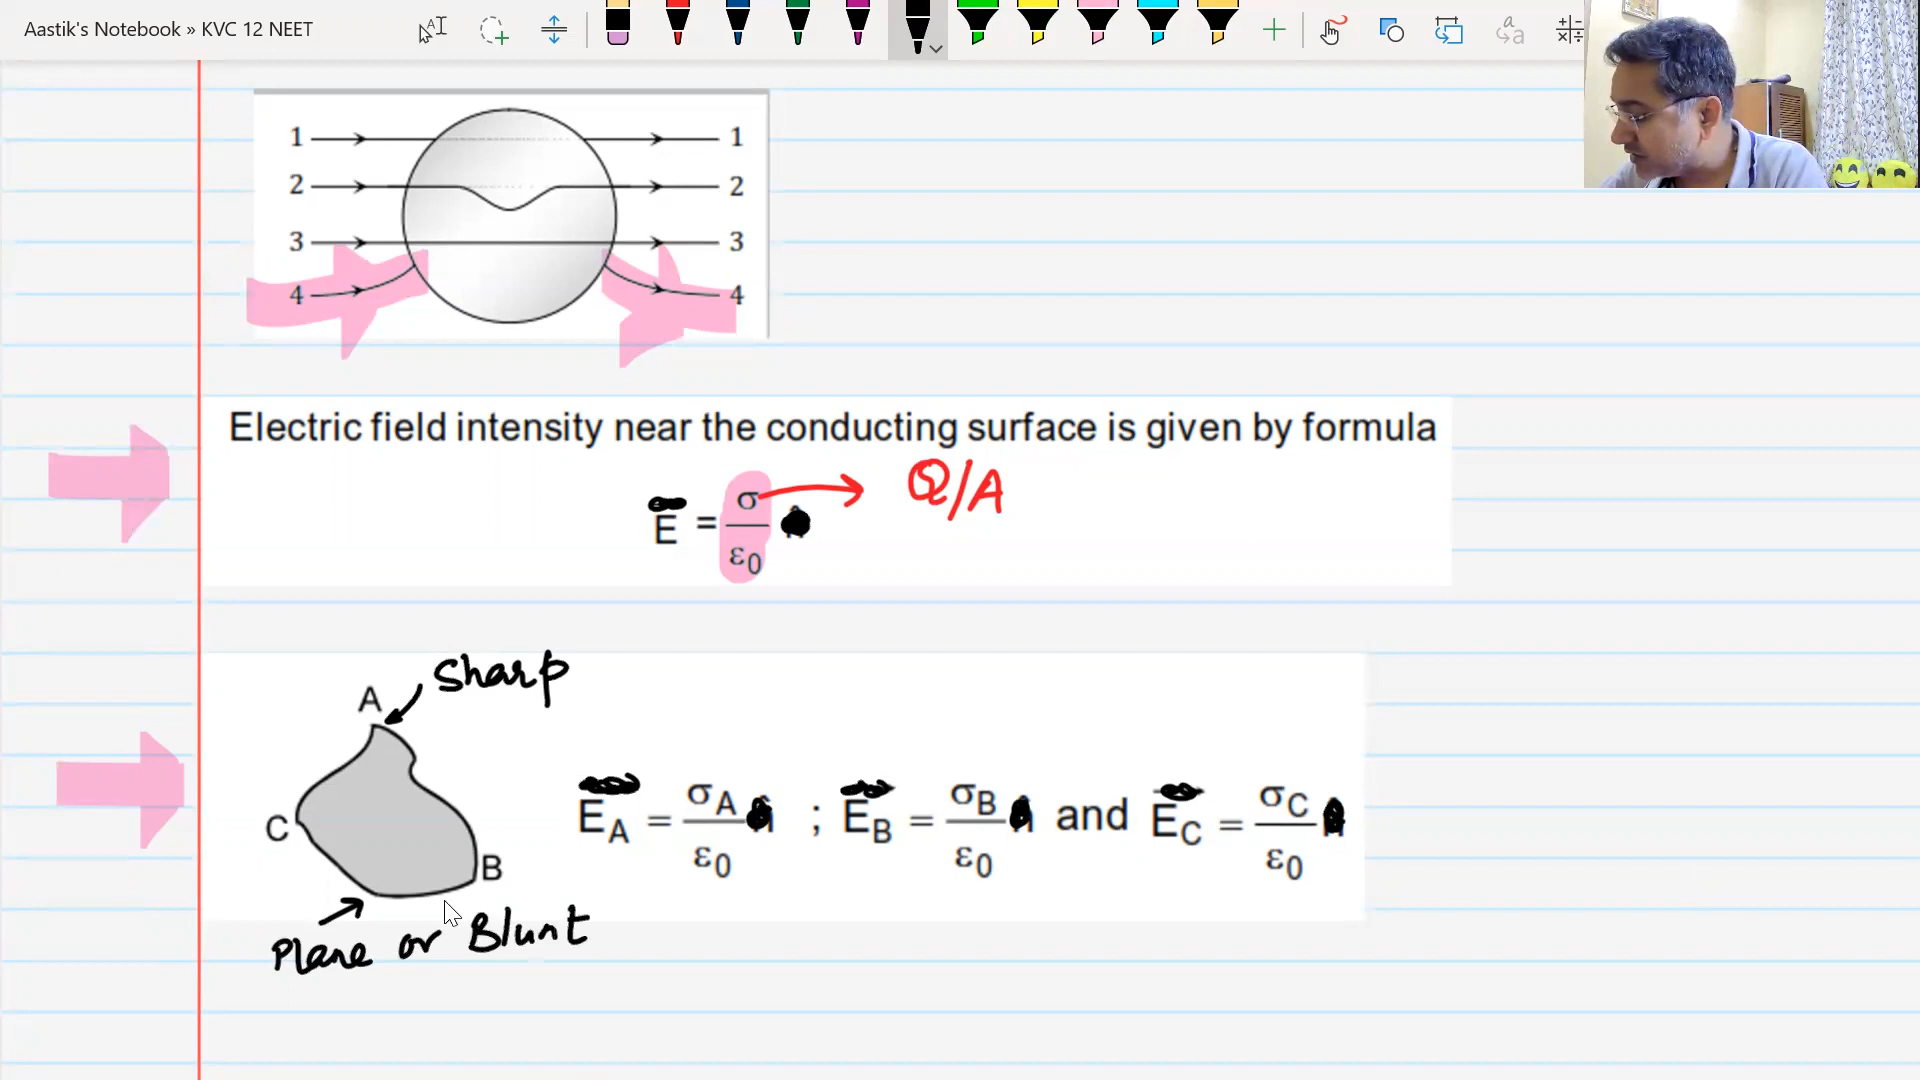 Aastik's Notebook » KVC 12 NEET
1 1
2 2
3 3
4 4
Electric field intensity near the conducting surface is given by formula
E = σ/ε0 → Q/A
A Sharp
C
B
EA = σA/ε0 ; EB = σB/ε0 and EC = σC/ε0
Plane or Blunt